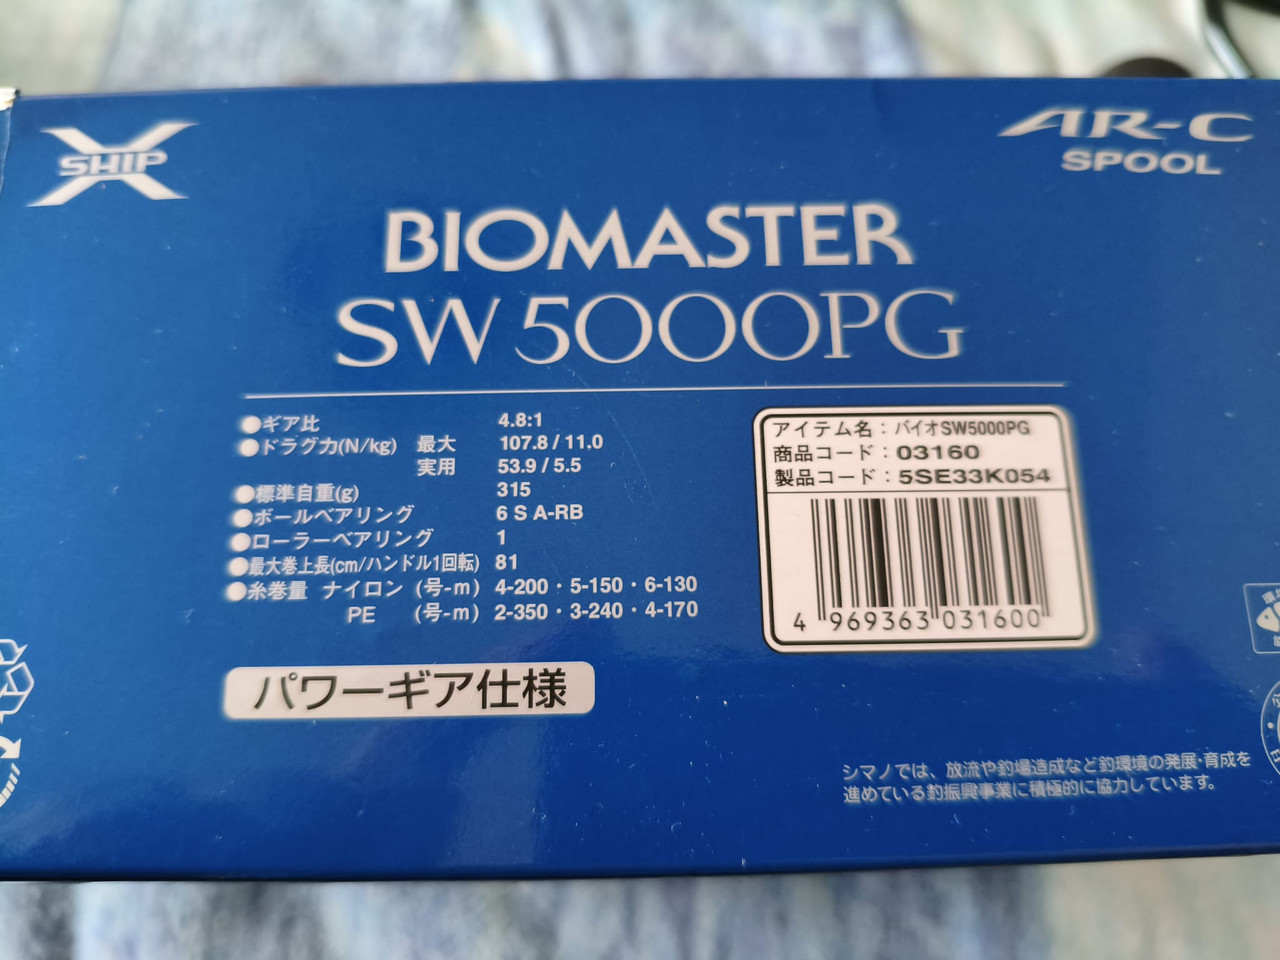 X SHIP
AR-C
SPOOL
BIOMASTER
SW 5000PG
●ギア比 4.8:1
●ドラグ力(N/kg) 最大 107.8/11.0
実用 53.9/5.5
●標準自重(g) 315
●ボールベアリング 6 S A-RB
●ローラーベアリング 1
●最大巻上長(cm/ハンドル1回転) 81
●糸巻量 ナイロン (号-m) 4-200・5-150・6-130
PE (号-m) 2-350・3-240・4-170
パワーギア仕様
アイテム名：バイオSW5000PG
商品コード：03160
製品コード：5SE33K054
4 969363 031600
シマノでは、放流や釣場造成など釣環境の発展・育成を
進めている釣振興事業に積極的に協力しています。